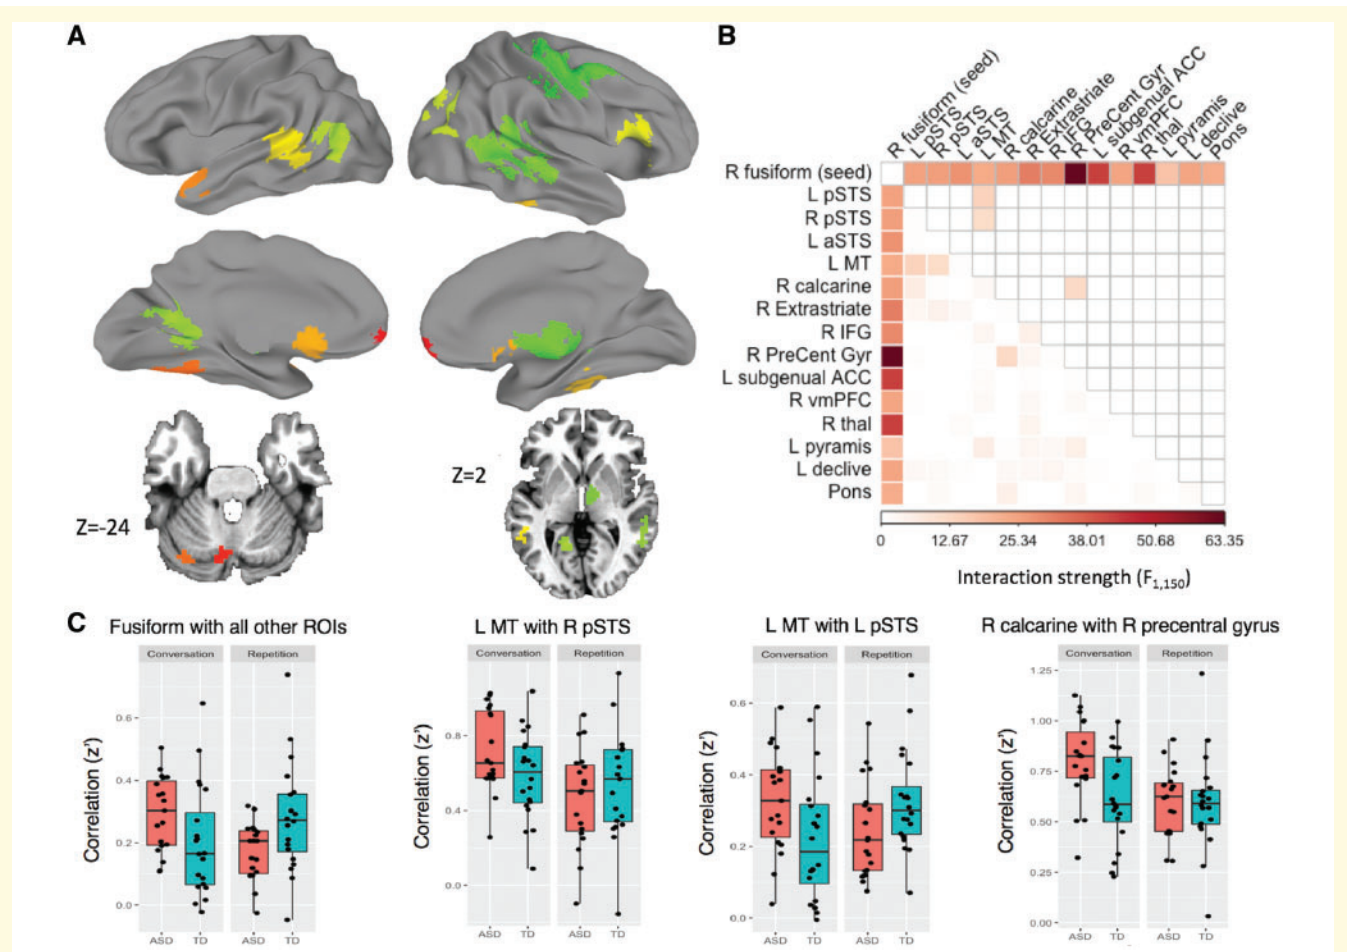 A
B
R fusiform (seed)
L pSTS
R pSTS
L aSTS
L MT
R calcarine
R Extrastriate
R IFG
R PreCent Gyr
L subgenual ACC
R vmPFC
R thal
L pyramis
L declive
Pons
R fusiform (seed)
L pSTS
R pSTS
L aSTS
L MT
R calcarine
R Extrastriate
R IFG
R PreCent Gyr
L subgenual ACC
R vmPFC
R thal
L pyramis
L declive
Pons
0 12.67 25.34 38.01 50.68 63.35
Interaction strength (F1,150)
Z=-24
Z=2
C
Fusiform with all other ROIs
Conversation Repetition
Correlation (z')
0.6
0.4
0.2
0.0
ASD TD ASD TD
L MT with R pSTS
Conversation Repetition
Correlation (z')
0.8
0.4
0.0
ASD TD ASD TD
L MT with L pSTS
Conversation Repetition
Correlation (z')
0.6
0.4
0.2
0.0
ASD TD ASD TD
R calcarine with R precentral gyrus
Conversation Repetition
Correlation (z')
1.25
1.00
0.75
0.50
0.25
0.00
ASD TD ASD TD